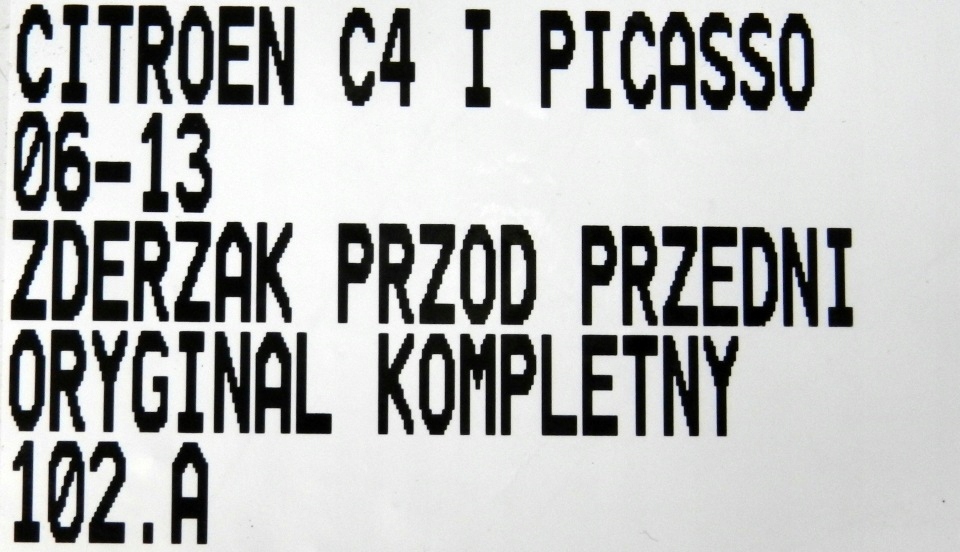 CITROEN C4 I PICASSO
06-13
ZDERZAK PRZOD PRZEDNI
ORYGINAL KOMPLETNY
102.A